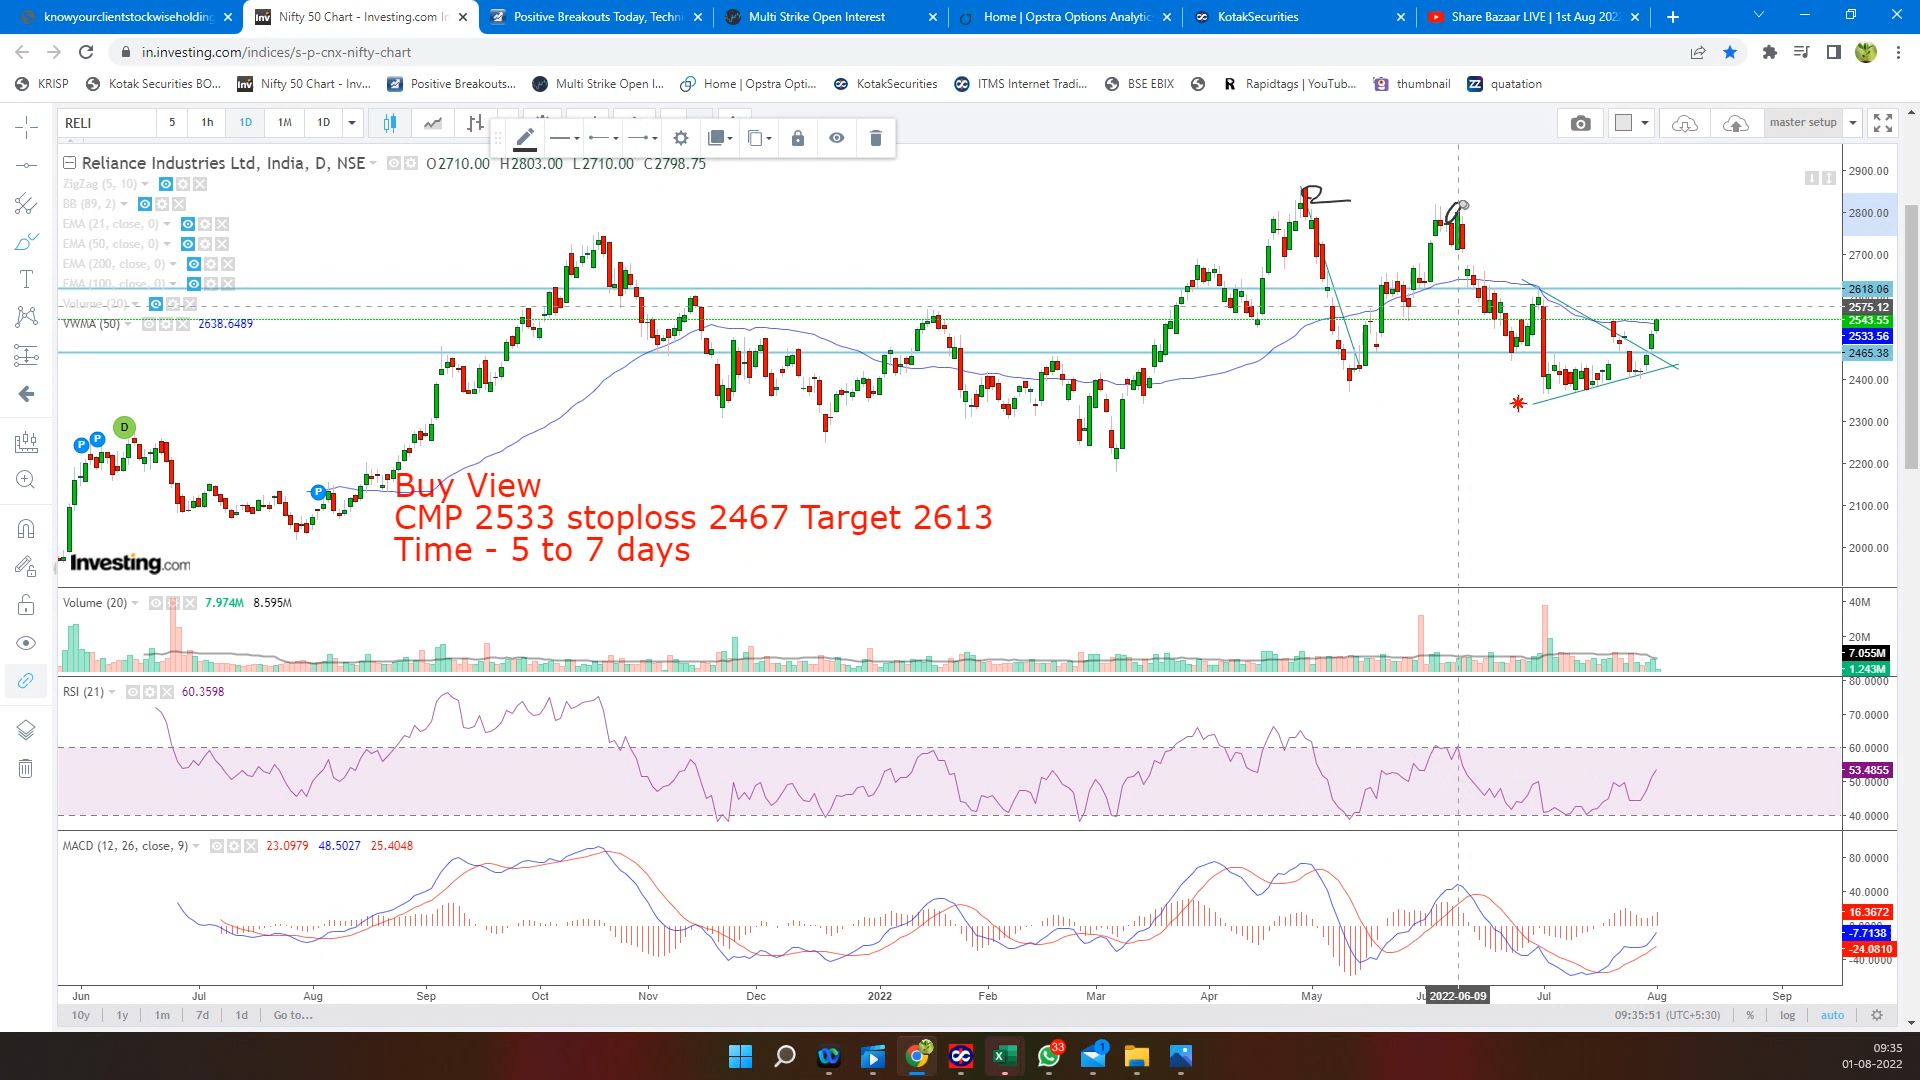 knowyourclientstockwiseholding
Nifty 50 Chart - Investing.com In
Positive Breakouts Today, Techni
Multi Strike Open Interest
Home | Opstra Options Analytic
KotakSecurities
Share Bazaar LIVE | 1st Aug 202
in.investing.com/indices/s-p-cnx-nifty-chart
KRISP
Kotak Securities BO...
Nifty 50 Chart - Inv...
Positive Breakouts...
Multi Strike Open I...
Home | Opstra Opti...
KotakSecurities
ITMS Internet Tradi...
BSE EBIX
Rapidtags | YouTub...
thumbnail
quatation
RELI
5
1h
1D
1M
1D
master setup
Reliance Industries Ltd, India, D, NSE
O2710.00 H2803.00 L2710.00 C2798.75
ZigZag (5, 10)
BB (89, 2)
EMA (21, close, 0)
EMA (50, close, 0)
EMA (200, close, 0)
EMA (100, close, 0)
Volume (20)
VWMA (50) 2638.6489
2900.00
2800.00
2700.00
2618.06
2575.12
2543.55
2533.56
2465.38
2400.00
2300.00
2200.00
2100.00
2000.00
P
P
D
P
Buy View
CMP 2533 stoploss 2467 Target 2613
Time - 5 to 7 days
Investing.com
Volume (20) 7.974M 8.595M
40M
20M
7.055M
1.243M
RSI (21) 60.3598
80.0000
70.0000
60.0000
53.4855
50.0000
40.0000
MACD (12, 26, close, 9) 23.0979 48.5027 25.4048
80.0000
40.0000
16.3672
-7.7138
-24.0810
-40.0000
Jun Jul Aug Sep Oct Nov Dec 2022 Feb Mar Apr May 2022-06-09 Jul Aug Sep
10y 1y 1m 7d 1d Go to...
09:35:51 (UTC+5:30) % log auto
33
1
09:35
01-08-2022